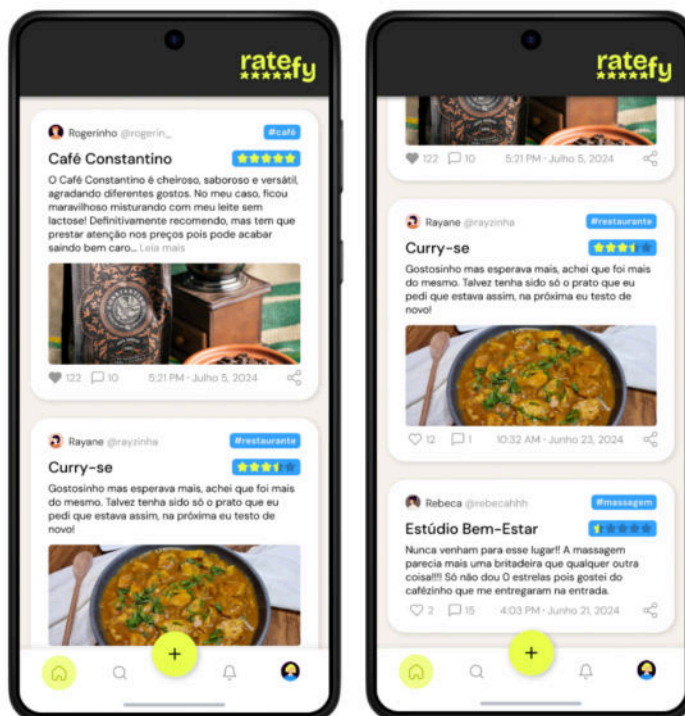 ratefy
Rogerinho @rogerin_
#café
Café Constantino
O Café Constantino é cheiroso, saboroso e versátil,
agradando diferentes gostos. No meu caso, ficou
maravilhoso misturando com meu leite sem
lactose! Definitivamente recomendo, mas tem que
prestar atenção nos preços pois pode acabar
saindo bem caro... Leia mais
122 10 5:21 PM · Julho 5, 2024
Rayane @rayzinha
#restaurante
Curry-se
Gostosinho mas esperava mais, achei que foi mais
do mesmo. Talvez tenha sido só o prato que eu
pedi que estava assim, na próxima eu testo de
novo!
+
ratefy
122 10 5:21 PM · Julho 5, 2024
Rayane @rayzinha
#restaurante
Curry-se
Gostosinho mas esperava mais, achei que foi mais
do mesmo. Talvez tenha sido só o prato que eu
pedi que estava assim, na próxima eu testo de
novo!
12 1 10:32 AM · Junho 23, 2024
Rebeca @rebecahhh
#massagem
Estúdio Bem-Estar
Nunca venham para esse lugar!! A massagem
parecia mais uma britadeira que qualquer outra
coisa!!!! Só não dou 0 estrelas pois gostei do
cafézinho que me entregaram na entrada.
2 15 4:03 PM · Junho 21, 2024
+